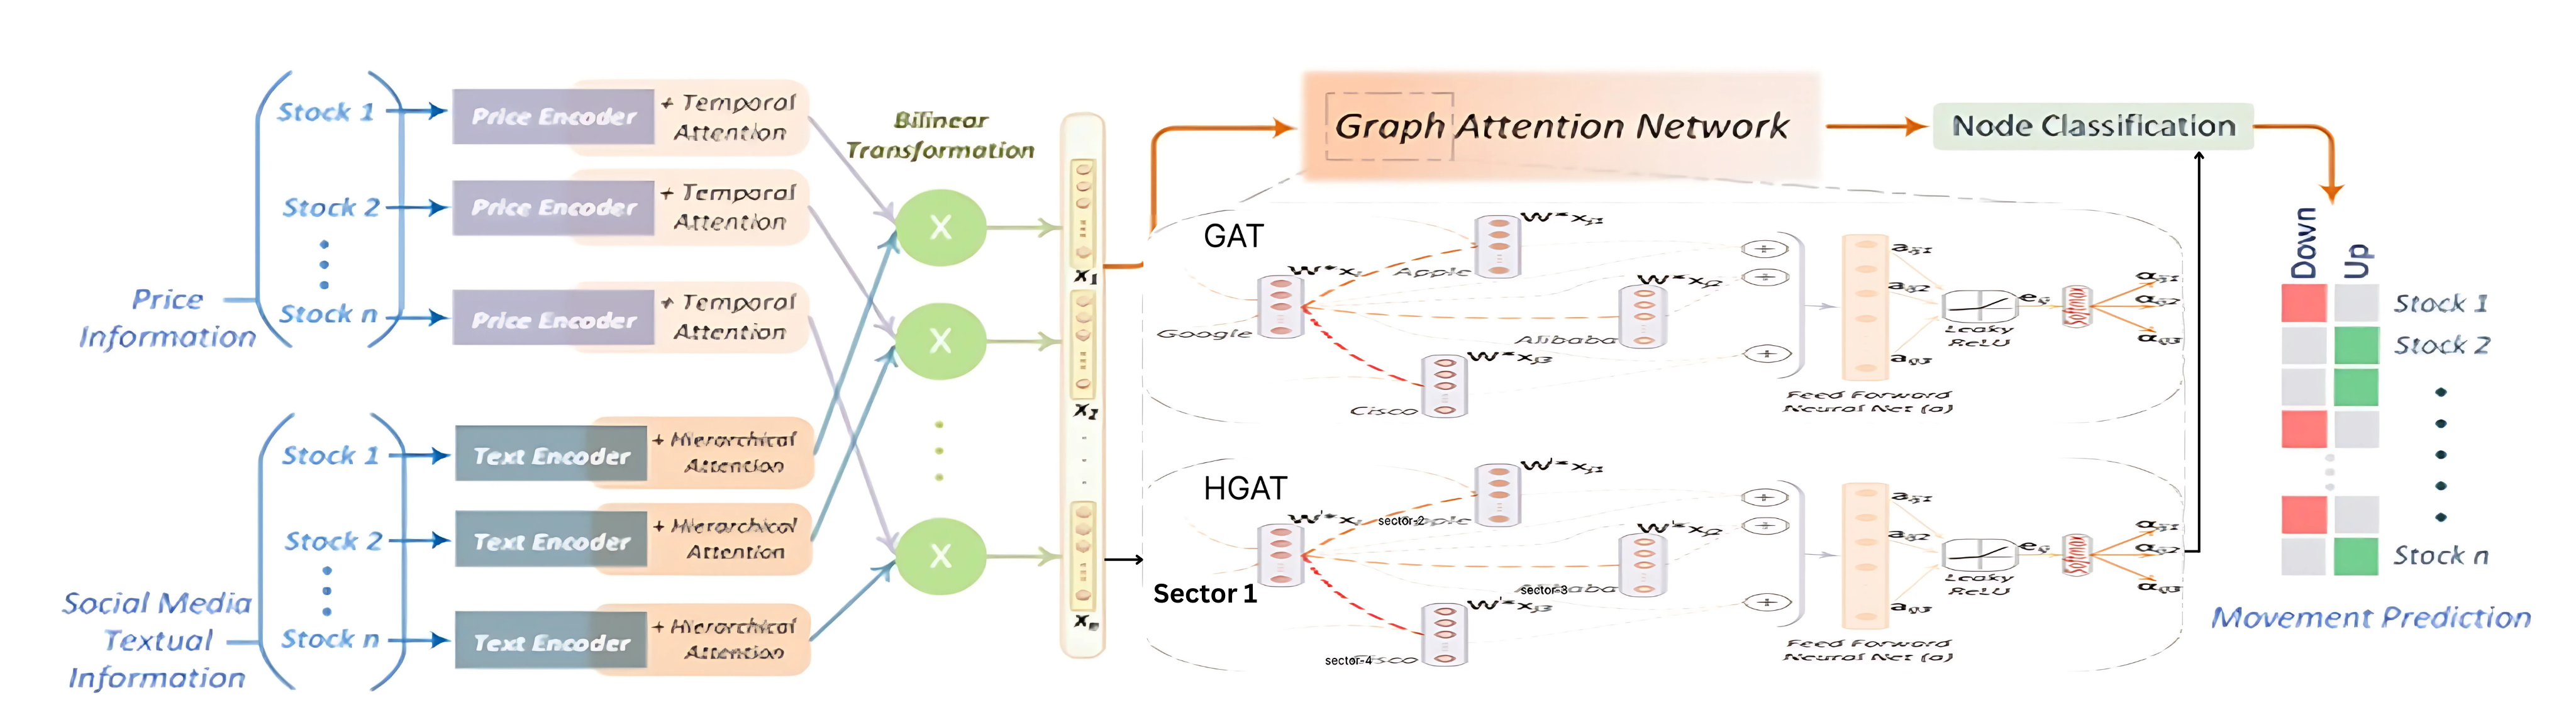 Price
Information
Stock 1
Stock 2
Stock n
Price Encoder
+ Temporal
Attention
Price Encoder
+ Temporal
Attention
Price Encoder
+ Temporal
Attention
Social Media
Textual
Information
Stock 1
Stock 2
Stock n
Text Encoder
+ Hierarchical
Attention
Text Encoder
+ Hierarchical
Attention
Text Encoder
+ Hierarchical
Attention
Bilinear
Transformation
X
X
X
x1
x2
xn
Graph Attention Network
Node Classification
GAT
Google
Apple
Alibaba
Cisco
Feed Forward
Neural Net (a)
Leaky
ReLU
HGAT
Sector 1
sector-2
sector-3
sector-4
Feed Forward
Neural Net (a)
Leaky
ReLU
Down
Up
Stock 1
Stock 2
Stock n
Movement Prediction